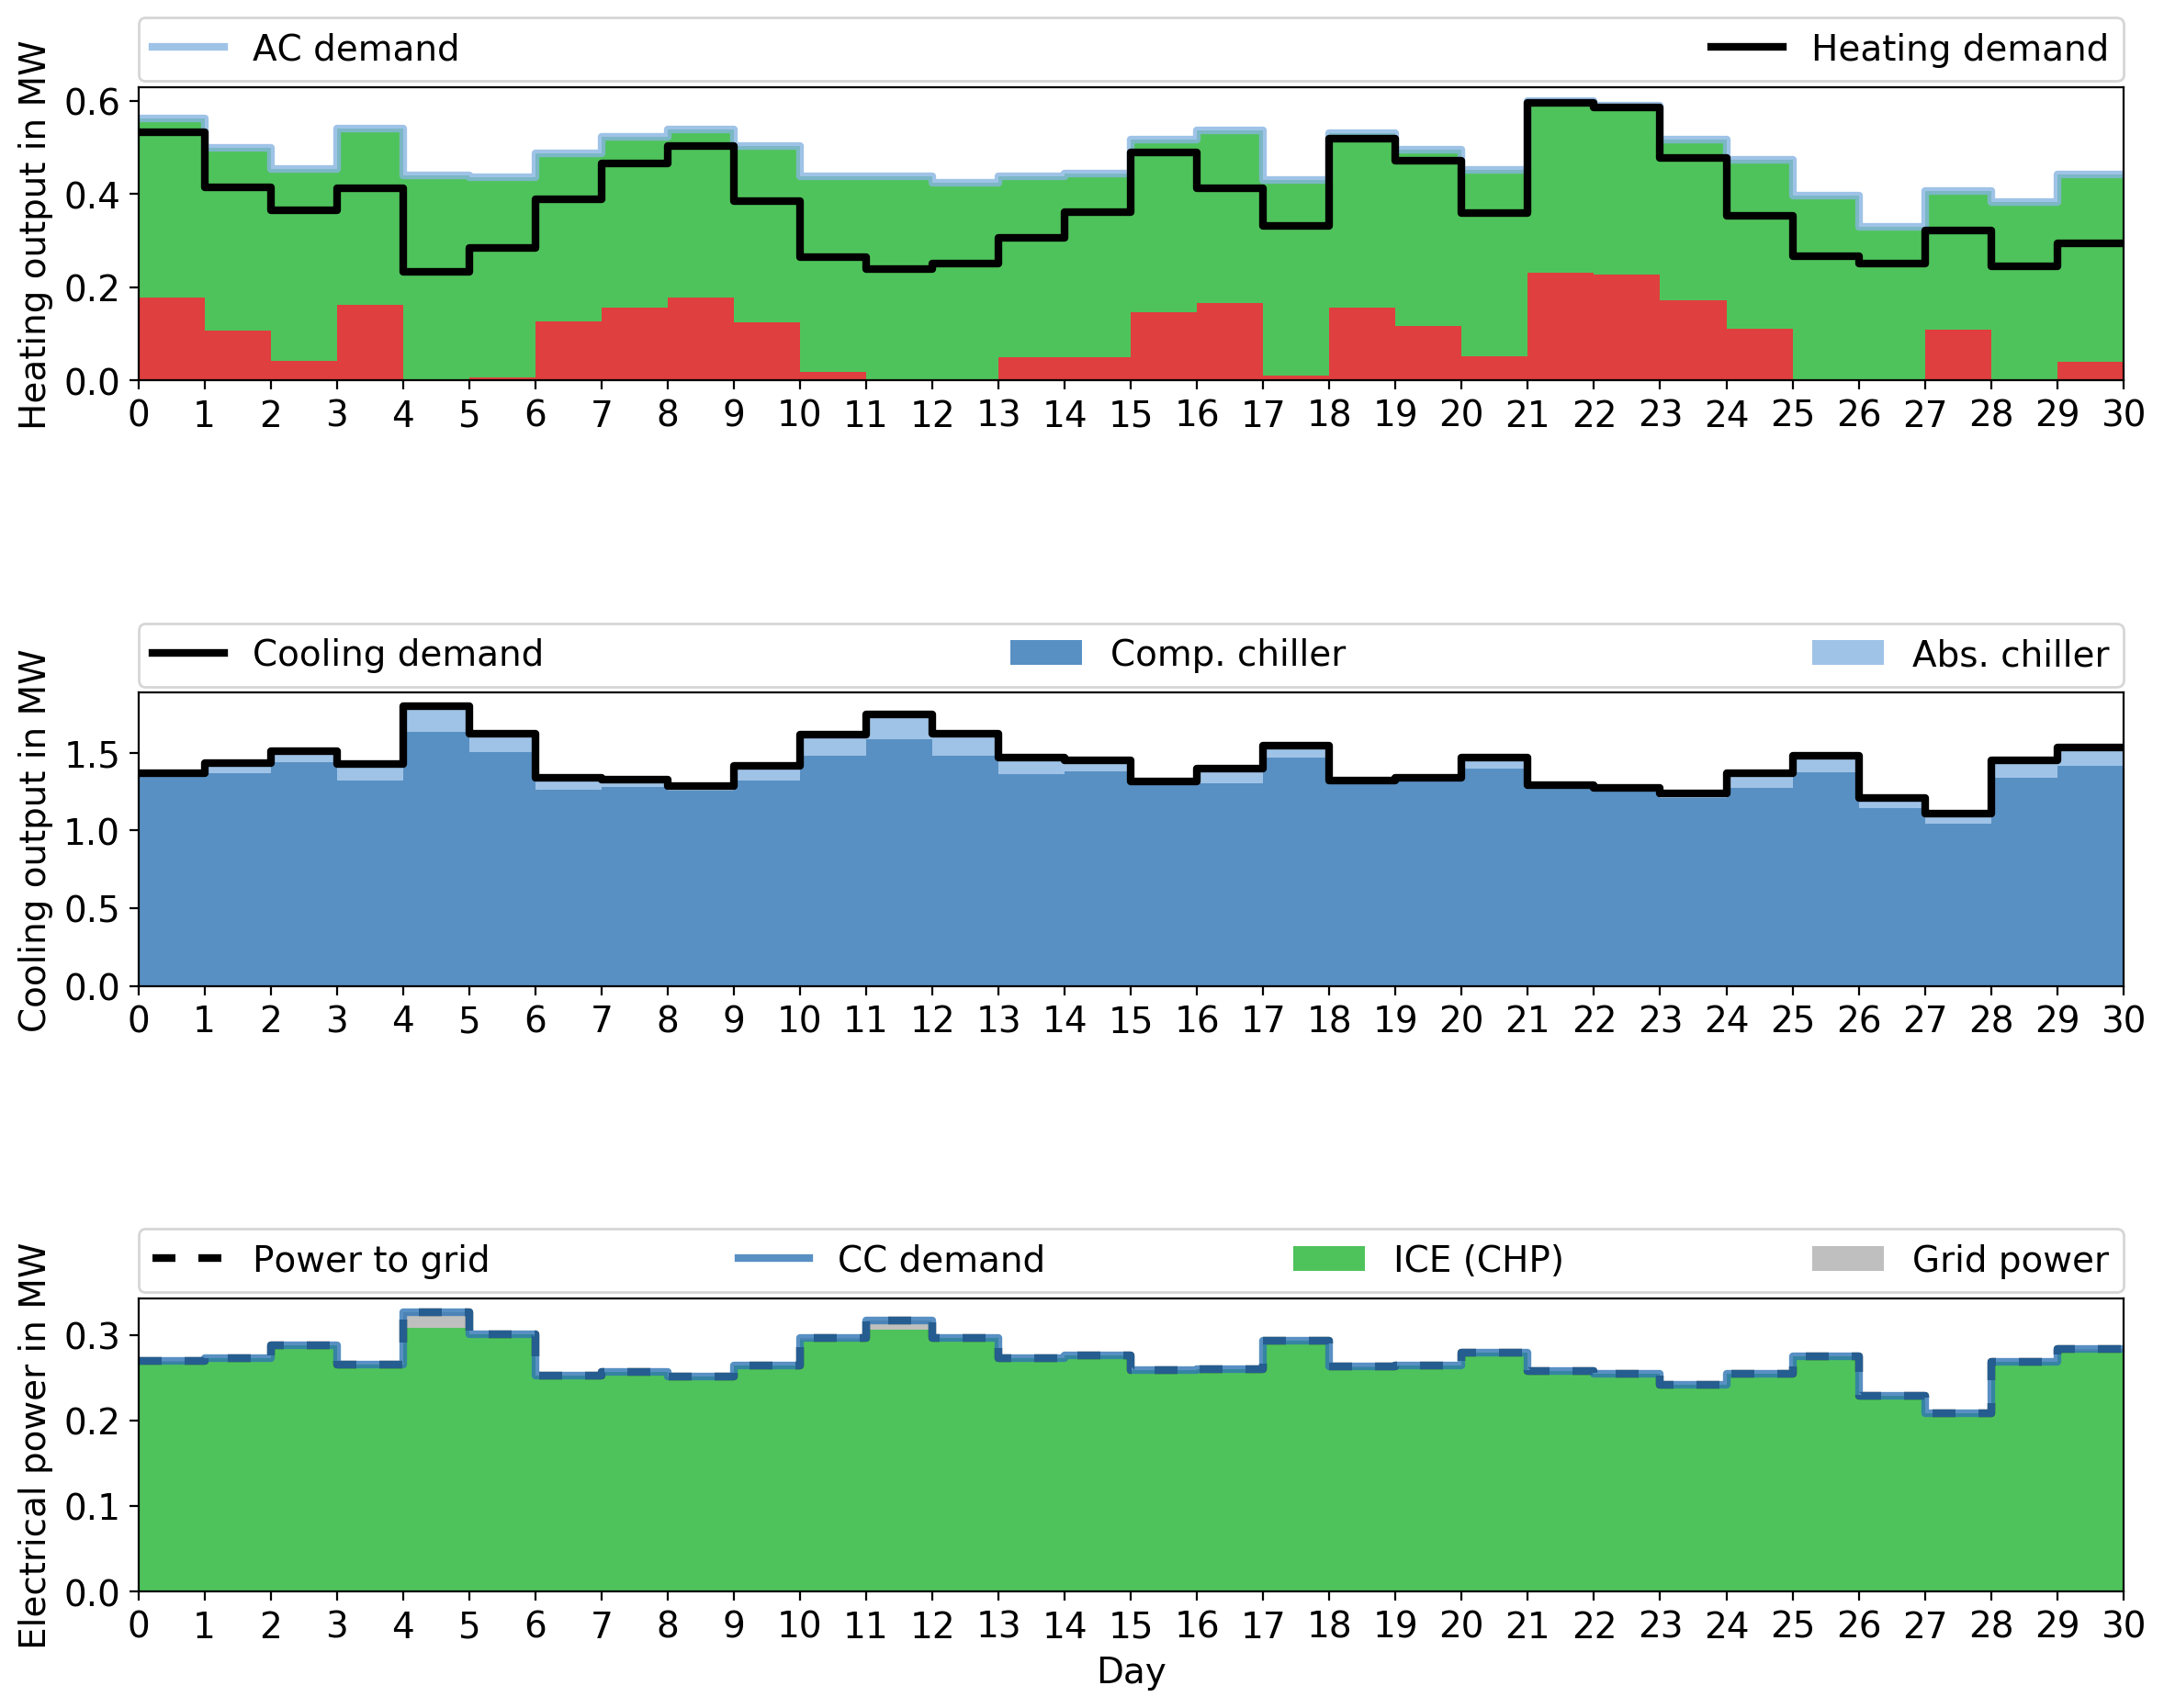 AC demand Heating demand
Heating output in MW
0.6
0.4
0.2
0.0
0 1 2 3 4 5 6 7 8 9 10 11 12 13 14 15 16 17 18 19 20 21 22 23 24 25 26 27 28 29 30
Cooling demand Comp. chiller Abs. chiller
Cooling output in MW
1.5
1.0
0.5
0.0
0 1 2 3 4 5 6 7 8 9 10 11 12 13 14 15 16 17 18 19 20 21 22 23 24 25 26 27 28 29 30
Power to grid CC demand ICE (CHP) Grid power
Electrical power in MW
0.3
0.2
0.1
0.0
0 1 2 3 4 5 6 7 8 9 10 11 12 13 14 15 16 17 18 19 20 21 22 23 24 25 26 27 28 29 30
Day